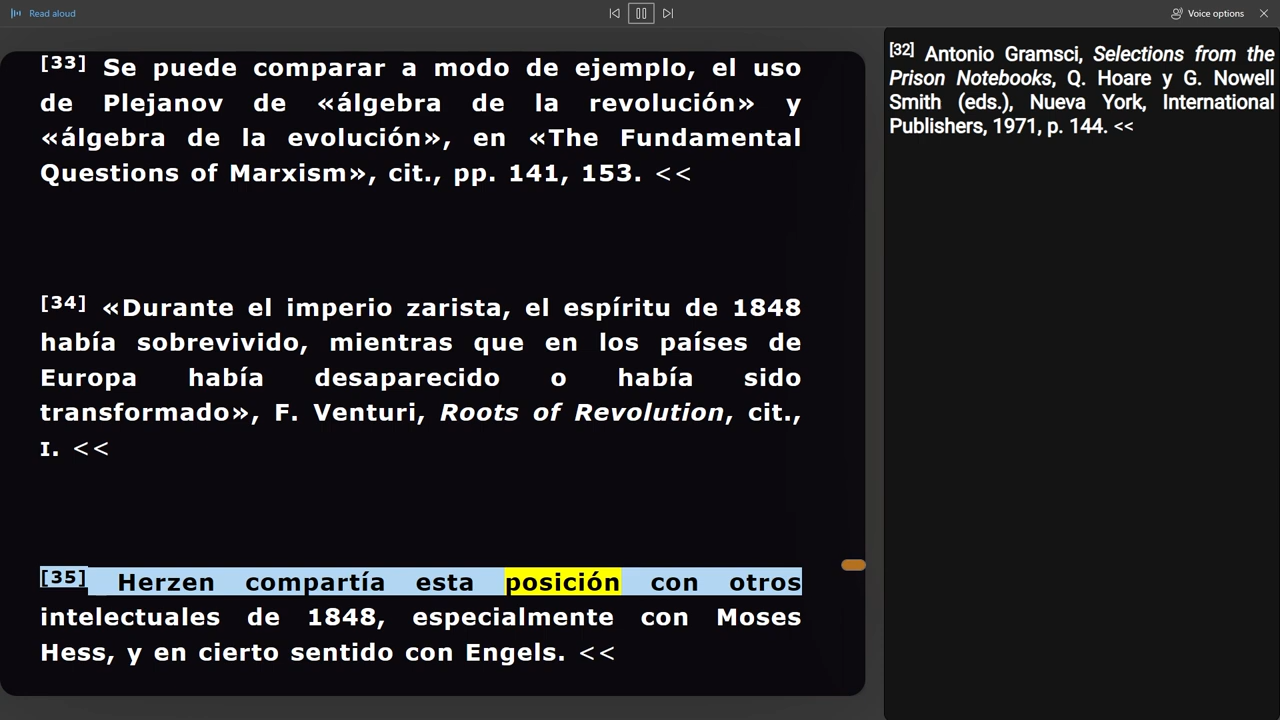 Read aloud
Voice options
[33] Se puede comparar a modo de ejemplo, el uso
de Plejanov de «álgebra de la revolución» y
«álgebra de la evolución», en «The Fundamental
Questions of Marxism», cit., pp. 141, 153. <<
[34] «Durante el imperio zarista, el espíritu de 1848
había sobrevivido, mientras que en los países de
Europa había desaparecido o había sido
transformado», F. Venturi, Roots of Revolution, cit.,
I. <<
[35] Herzen compartía esta posición con otros
intelectuales de 1848, especialmente con Moses
Hess, y en cierto sentido con Engels. <<
[32] Antonio Gramsci, Selections from the
Prison Notebooks, Q. Hoare y G. Nowell
Smith (eds.), Nueva York, International
Publishers, 1971, p. 144. <<